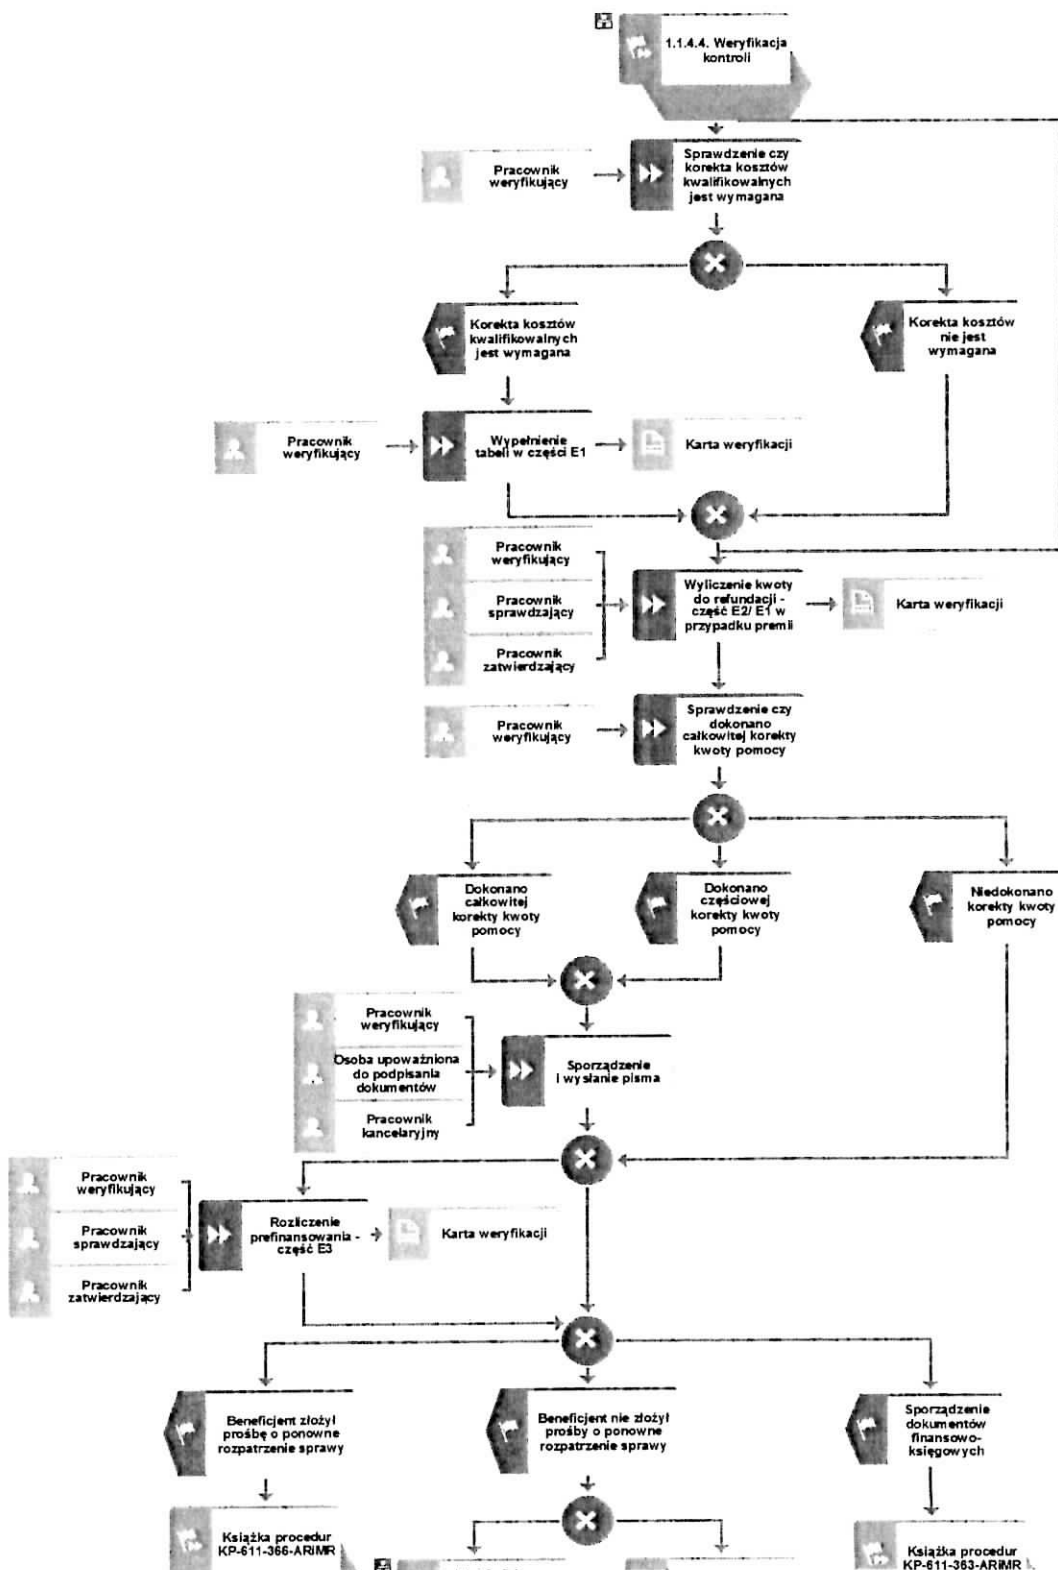 1.1.4.4. Weryfikacja
kontroli
Pracownik
weryfikujący
Sprawdzenie czy
korekta kosztów
kwalifikowalnych
jest wymagana
Korekta kosztów
kwalifikowalnych
jest wymagana
Korekta kosztów
nie jest
wymagana
Pracownik
weryfikujący
Wypełnienie
tabeli w części E1
Karta weryfikacji
Pracownik
weryfikujący
Pracownik
sprawdzający
Pracownik
zatwierdzający
Wyliczenie kwoty
do refundacji -
część E2/ E1 w
przypadku premii
Karta weryfikacji
Pracownik
weryfikujący
Sprawdzenie czy
dokonano
całkowitej korekty
kwoty pomocy
Dokonano
całkowitej
korekty kwoty
pomocy
Dokonano
częściowej
korekty kwoty
pomocy
Niedokonano
korekty kwoty
pomocy
Pracownik
weryfikujący
Osoba upoważniona
do podpisania
dokumentów
Pracownik
kancelaryjny
Sporządzenie
i wysłanie pisma
Pracownik
weryfikujący
Pracownik
sprawdzający
Pracownik
zatwierdzający
Rozliczenie
prefinansowania -
część E3
Karta weryfikacji
Beneficjent złożył
prośbę o ponowne
rozpatrzenie sprawy
Beneficjent nie złożył
prośby o ponowne
rozpatrzenie sprawy
Sporządzenie
dokumentów
finansowo-
księgowych
Książka procedur
KP-611-366-ARiMR
Książka procedur
KP-611-363-ARiMR